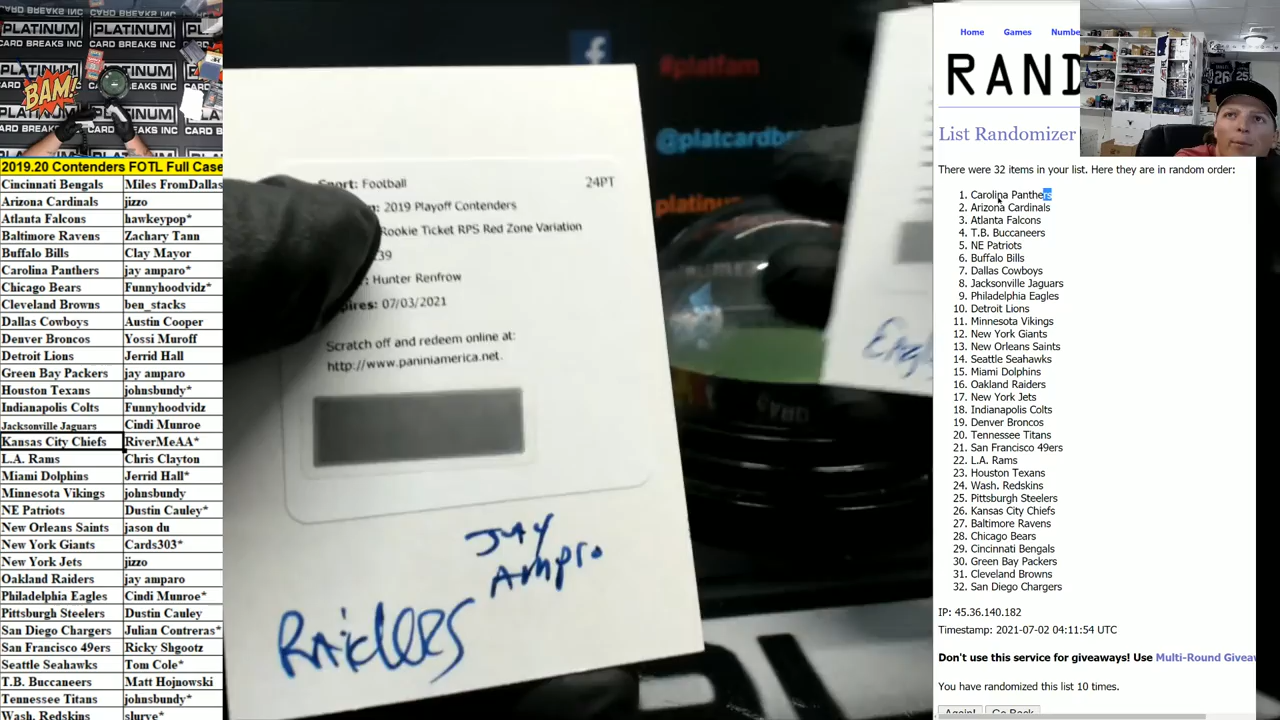 PLATINUM
CARD BREAKS INC
BAM!
2019.20 Contenders FOTL Full Case
Cincinnati Bengals Miles FromDallas
Arizona Cardinals jizzo
Atlanta Falcons hawkeypop*
Baltimore Ravens Zachary Tann
Buffalo Bills Clay Mayor
Carolina Panthers jay amparo*
Chicago Bears Funnyhoodvidz*
Cleveland Browns ben_stacks
Dallas Cowboys Austin Cooper
Denver Broncos Yossi Muroff
Detroit Lions Jerrid Hall
Green Bay Packers jay amparo
Houston Texans johnsbundy*
Indianapolis Colts Funnyhoodvidz
Jacksonville Jaguars Cindi Munroe
Kansas City Chiefs RiverMeAA*
L.A. Rams Chris Clayton
Miami Dolphins Jerrid Hall*
Minnesota Vikings johnsbundy
NE Patriots Dustin Cauley*
New Orleans Saints jason du
New York Giants Cards303*
New York Jets jizzo
Oakland Raiders jay amparo
Philadelphia Eagles Cindi Munroe*
Pittsburgh Steelers Dustin Cauley
San Diego Chargers Julian Contreras*
San Francisco 49ers Ricky Shgootz
Seattle Seahawks Tom Cole*
T.B. Buccaneers Matt Hojnowski
Tennessee Titans johnsbundy*
Wash. Redskins slurve*
#platfam
@platcardbr
platinu
Sport: Football 24PT
2019 Playoff Contenders
Rookie Ticket RPS Red Zone Variation
39
Hunter Renfrow
07/03/2021
Scratch off and redeem online at:
http://www.paniniamerica.net.
JAY
Ampro
Raiders
Home Games Numbe
RAND
List Randomizer
There were 32 items in your list. Here they are in random order:
1. Carolina Panthers
2. Arizona Cardinals
3. Atlanta Falcons
4. T.B. Buccaneers
5. NE Patriots
6. Buffalo Bills
7. Dallas Cowboys
8. Jacksonville Jaguars
9. Philadelphia Eagles
10. Detroit Lions
11. Minnesota Vikings
12. New York Giants
13. New Orleans Saints
14. Seattle Seahawks
15. Miami Dolphins
16. Oakland Raiders
17. New York Jets
18. Indianapolis Colts
19. Denver Broncos
20. Tennessee Titans
21. San Francisco 49ers
22. L.A. Rams
23. Houston Texans
24. Wash. Redskins
25. Pittsburgh Steelers
26. Kansas City Chiefs
27. Baltimore Ravens
28. Chicago Bears
29. Cincinnati Bengals
30. Green Bay Packers
31. Cleveland Browns
32. San Diego Chargers
IP: 45.36.140.182
Timestamp: 2021-07-02 04:11:54 UTC
Don't use this service for giveaways! Use Multi-Round Giveaw
You have randomized this list 10 times.
Again! Go Back
26 25